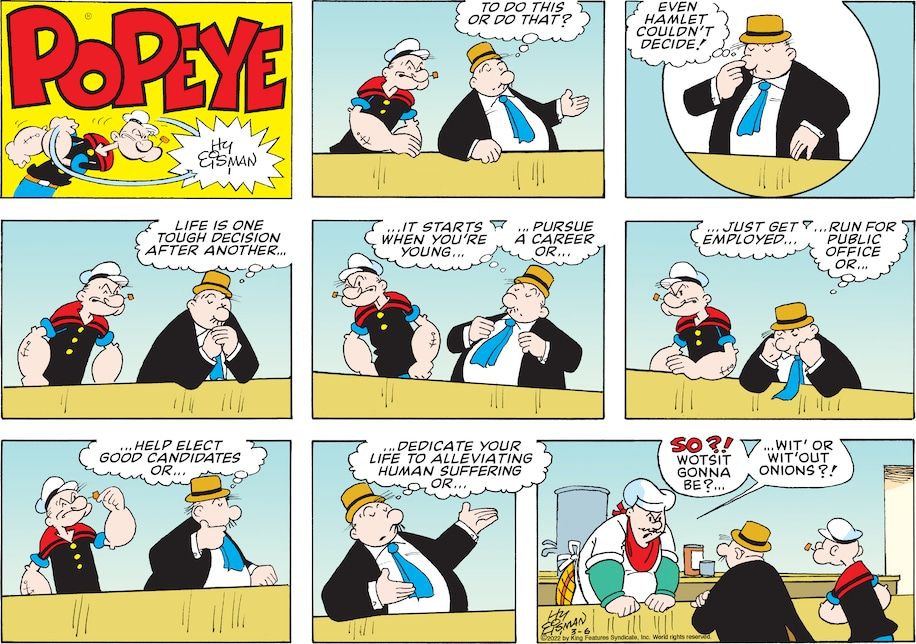 POPEYE
®
HY
EISMAN
TO DO THIS
OR DO THAT?
EVEN
HAMLET
COULDN'T
DECIDE!
LIFE IS ONE
TOUGH DECISION
AFTER ANOTHER...
...IT STARTS
WHEN YOU'RE
YOUNG...
...PURSUE
A CAREER
OR...
...JUST GET
EMPLOYED...
...RUN FOR
PUBLIC
OFFICE
OR...
...HELP ELECT
GOOD CANDIDATES
OR...
...DEDICATE YOUR
LIFE TO ALLEVIATING
HUMAN SUFFERING
OR...
SO?!
WOTSIT
GONNA
BE?...
...WIT' OR
WIT'OUT
ONIONS?!
HY
EISMAN
3-6
©2022 by King Features Syndicate, Inc. World rights reserved.